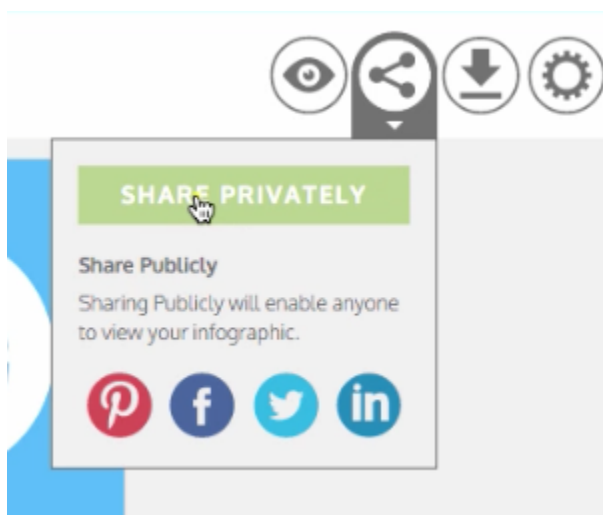 SHARE PRIVATELY
Share Publicly
Sharing Publicly will enable anyone
to view your infographic.